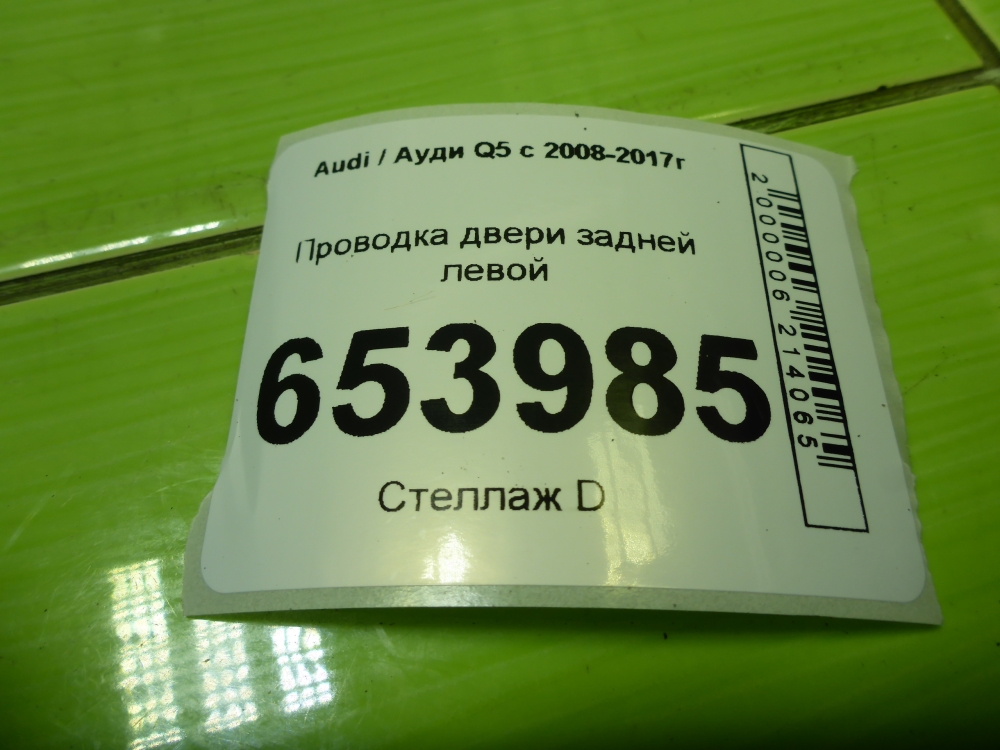 Audi / Ауди Q5 с 2008-2017г
Проводка двери задней
левой
653985
Стеллаж D
2000006214065